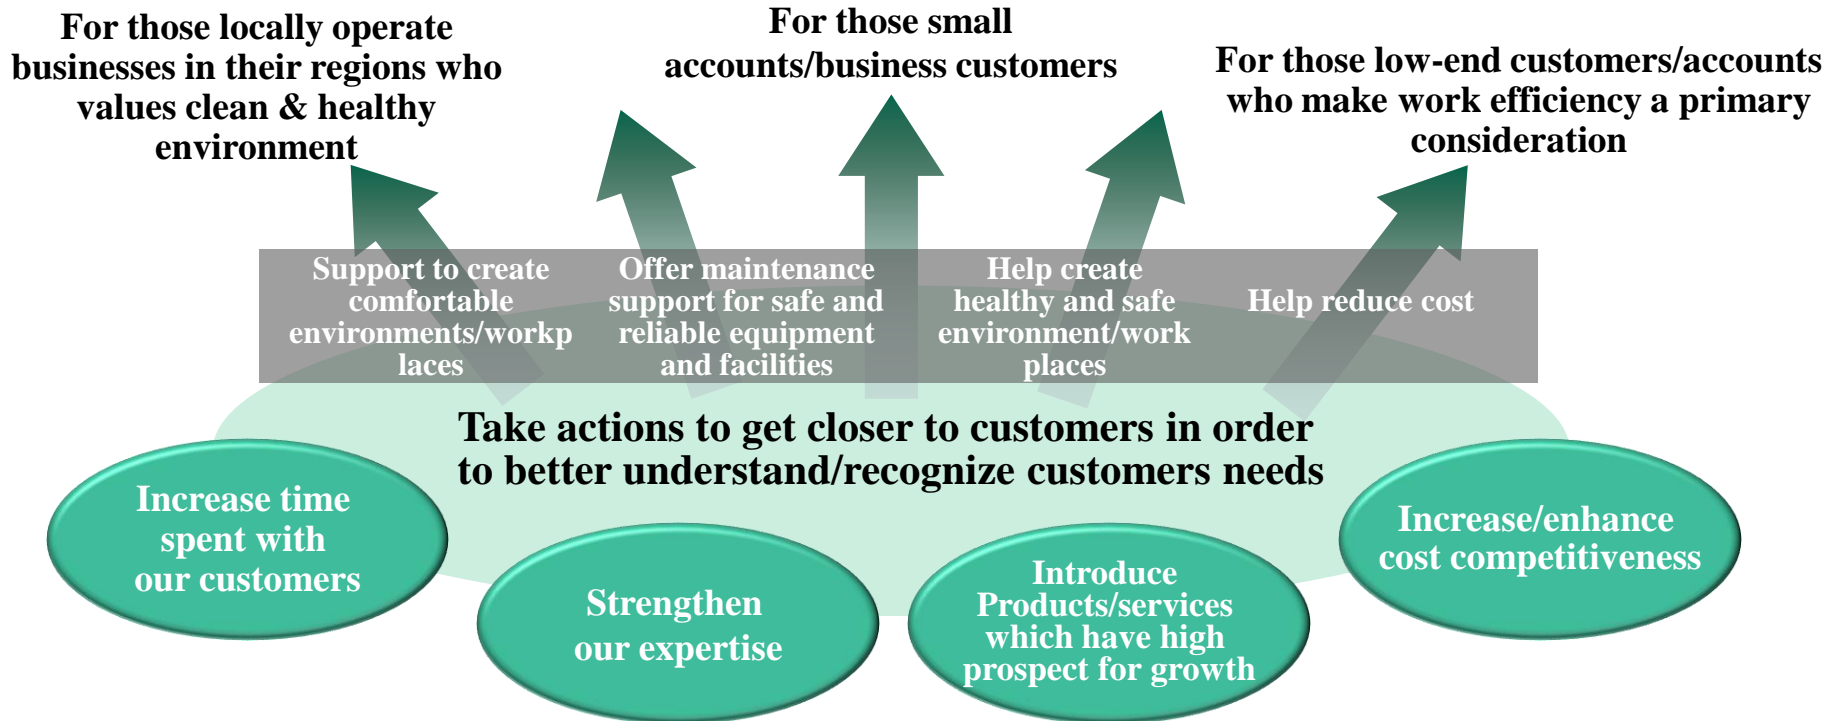 For those locally operate
businesses in their regions who
values clean & healthy
environment
For those small
accounts/business customers
For those low-end customers/accounts
who make work efficiency a primary
consideration
Support to create
comfortable
environments/workp
laces
Offer maintenance
support for safe and
reliable equipment
and facilities
Help create
healthy and safe
environment/work
places
Help reduce cost
Take actions to get closer to customers in order
to better understand/recognize customers needs
Increase time
spent with
our customers
Strengthen
our expertise
Introduce
Products/services
which have high
prospect for growth
Increase/enhance
cost competitiveness